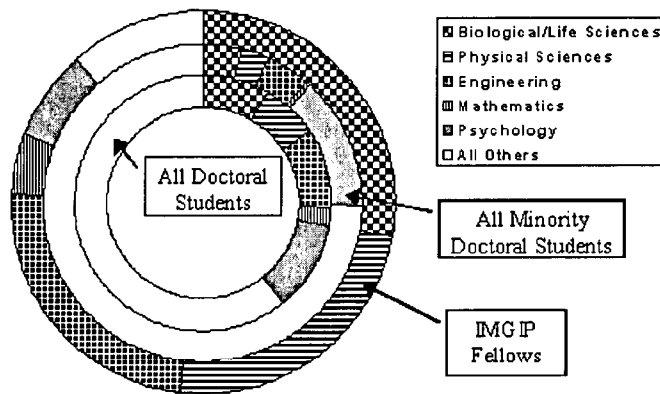 Biological/Life Sciences
Physical Sciences
Engineering
Mathematics
Psychology
All Others
All Doctoral
Students
All Minority
Doctoral Students
IMGIP
Fellows